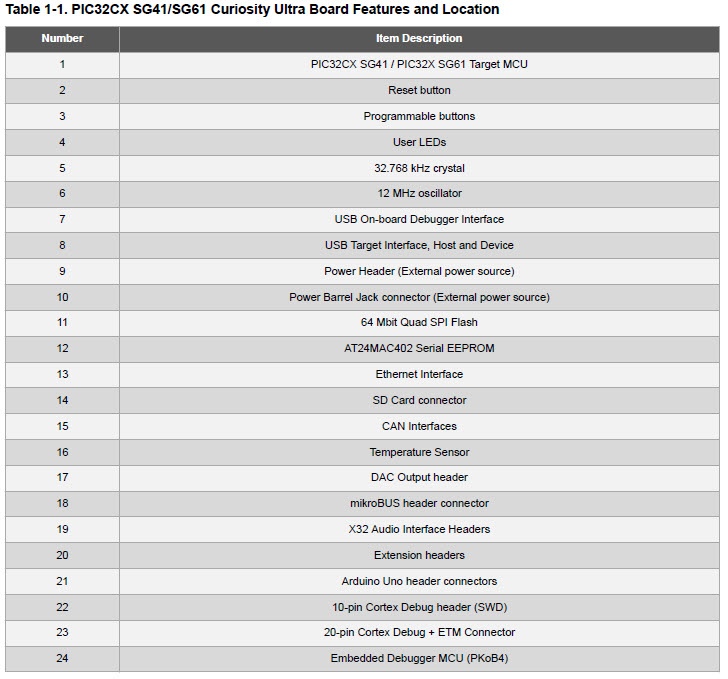 Table 1-1. PIC32CX SG41/SG61 Curiosity Ultra Board Features and Location
Number Item Description
1 PIC32CX SG41 / PIC32X SG61 Target MCU
2 Reset button
3 Programmable buttons
4 User LEDs
5 32.768 kHz crystal
6 12 MHz oscillator
7 USB On-board Debugger Interface
8 USB Target Interface, Host and Device
9 Power Header (External power source)
10 Power Barrel Jack connector (External power source)
11 64 Mbit Quad SPI Flash
12 AT24MAC402 Serial EEPROM
13 Ethernet Interface
14 SD Card connector
15 CAN Interfaces
16 Temperature Sensor
17 DAC Output header
18 mikroBUS header connector
19 X32 Audio Interface Headers
20 Extension headers
21 Arduino Uno header connectors
22 10-pin Cortex Debug header (SWD)
23 20-pin Cortex Debug + ETM Connector
24 Embedded Debugger MCU (PKoB4)